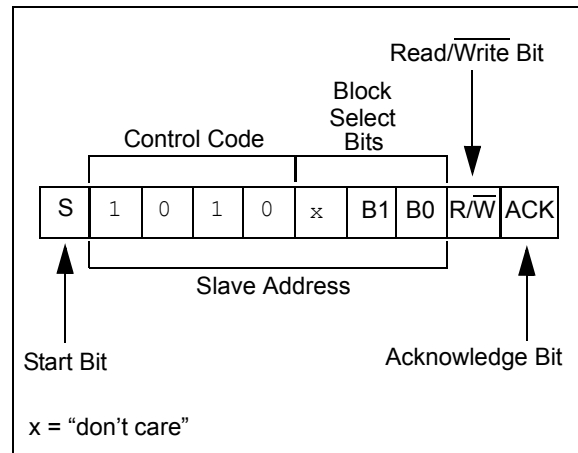 Read/Write Bit
Block
Select
Bits
Control Code
S 1 0 1 0 x B1 B0 R/W ACK
Slave Address
Start Bit
Acknowledge Bit
x = “don’t care”